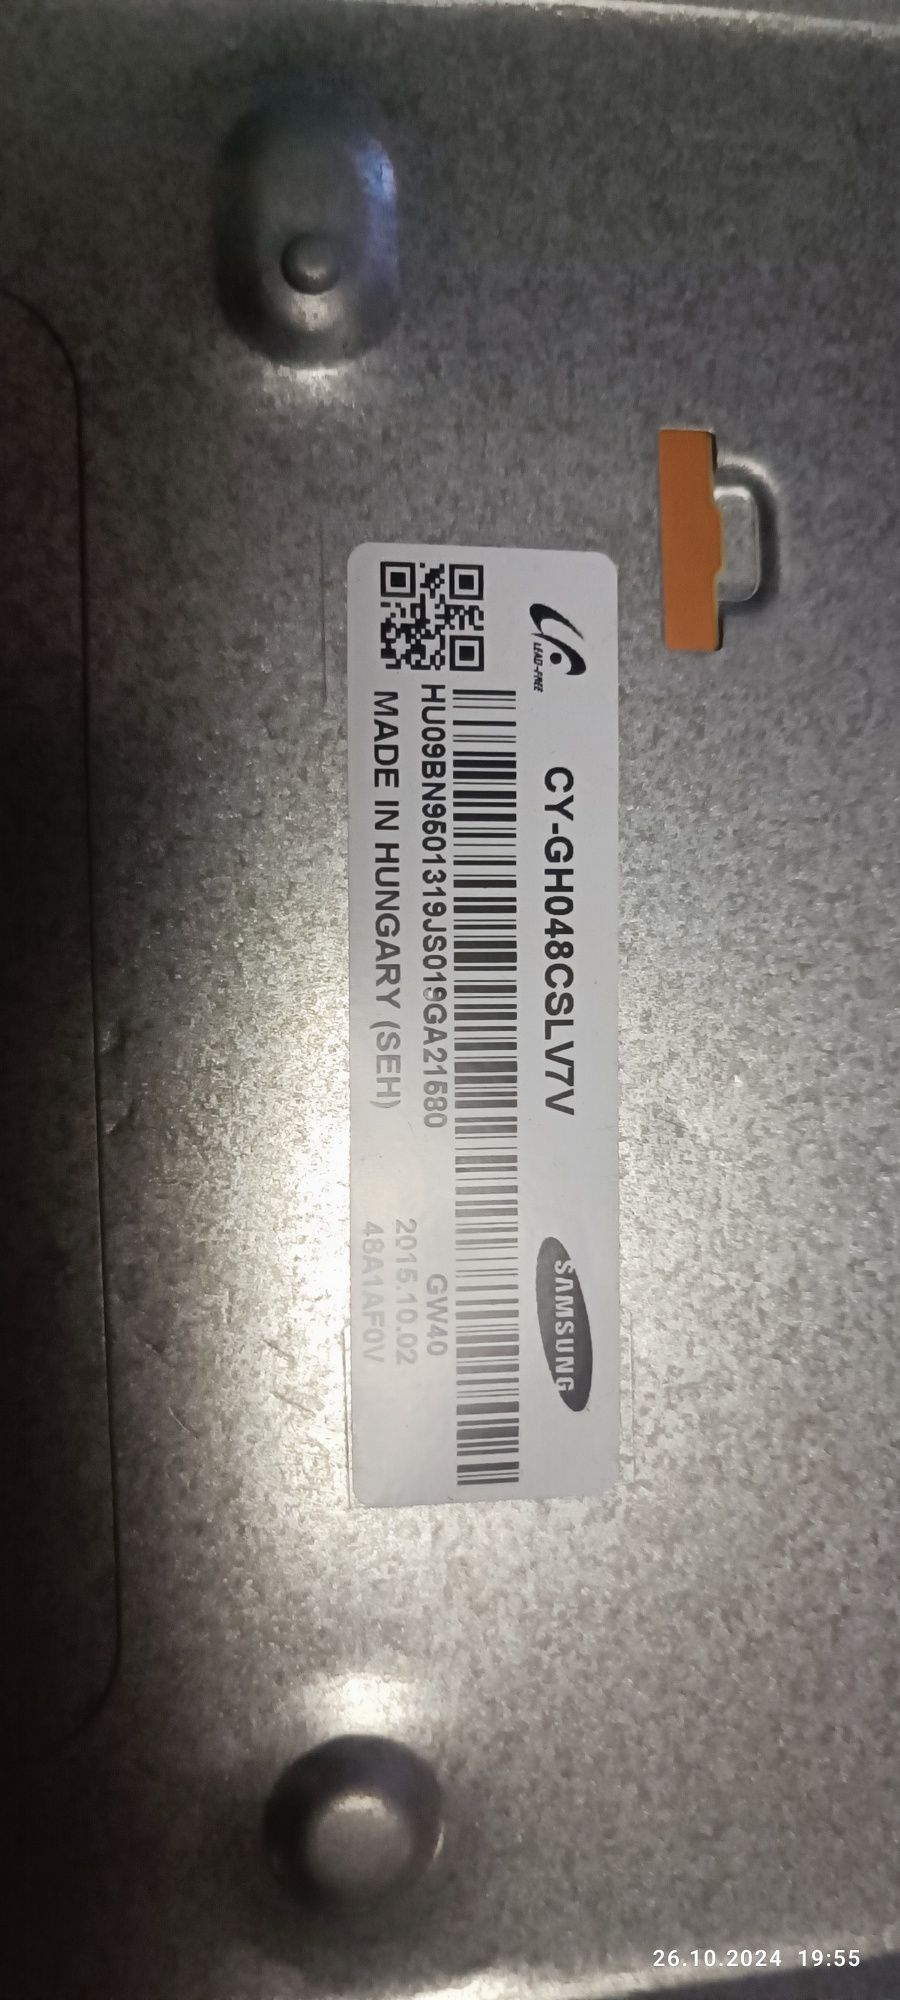 LEAD-FREE
CY-GH048CSLV7V
SAMSUNG
HU09BN9501319JS019GA21580
GW40
MADE IN HUNGARY (SEH)
2015.10.02
48A1AF0V
26.10.2024 19:55